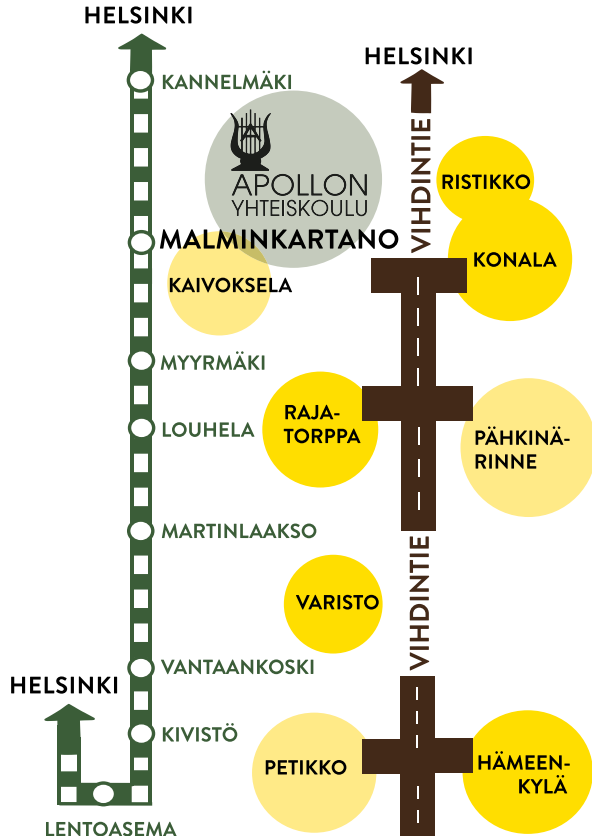 HELSINKI
KANNELMÄKI
APOLLON
YHTEISKOULU
MALMINKARTANO
KAIVOKSELA
MYYRMÄKI
LOUHELA
MARTINLAAKSO
VANTAANKOSKI
HELSINKI
KIVISTÖ
LENTOASEMA
HELSINKI
VIHDINTIE
RISTIKKO
KONALA
RAJA-
TORPPA
PÄHKINÄ-
RINNE
VARISTO
VIHDINTIE
PETIKKO
HÄMEEN-
KYLÄ